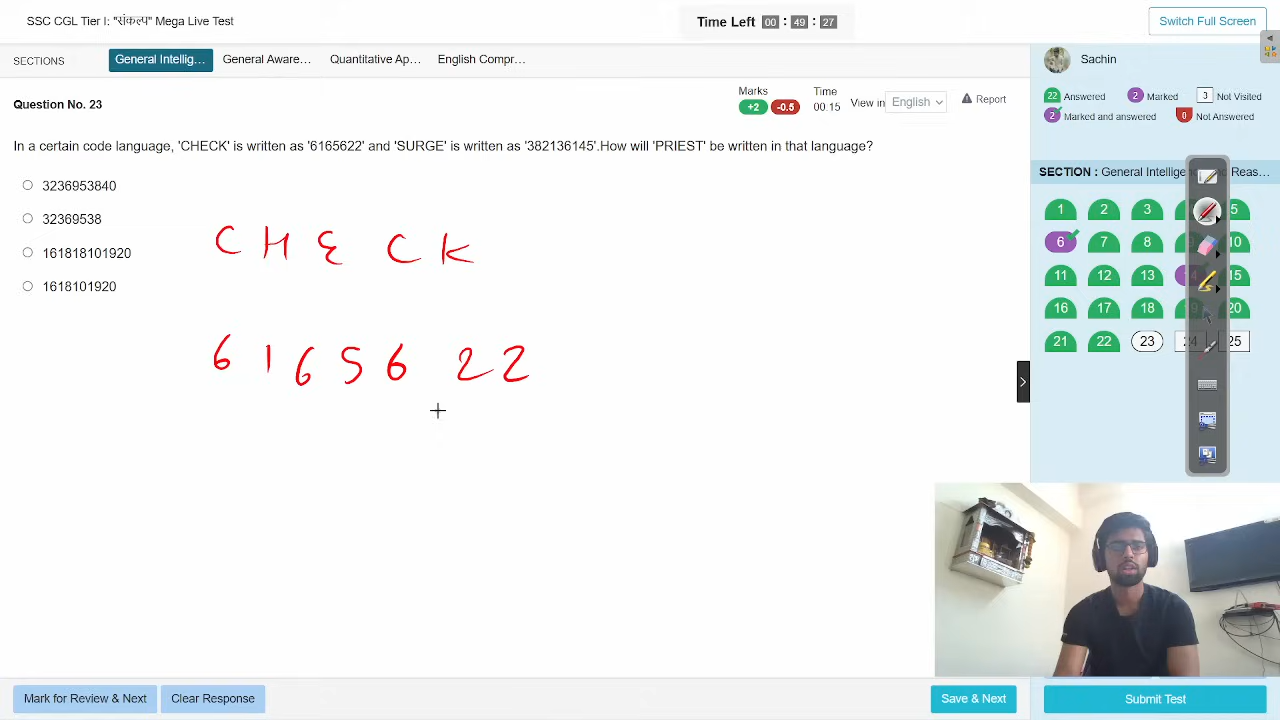 SSC CGL Tier I: "संकल्प" Mega Live Test
Time Left 00 : 49 : 27
Switch Full Screen
SECTIONS
General Intellig...
General Aware...
Quantitative Ap...
English Compr...
Sachin
Question No. 23
Marks
+2 -0.5
Time
00:15
View in English
Report
22 Answered
2 Marked
3 Not Visited
2 Marked and answered
0 Not Answered
In a certain code language, 'CHECK' is written as '6165622' and 'SURGE' is written as '382136145'.How will 'PRIEST' be written in that language?
3236953840
32369538
161818101920
1618101920
C H E C K
6 1 6 5 6 2 2
SECTION : General Intelligence and Reas...
1 2 3 5
6 7 8 10
11 12 13 14 15
16 17 18 19 20
21 22 23 24 25
Mark for Review & Next
Clear Response
Save & Next
Submit Test